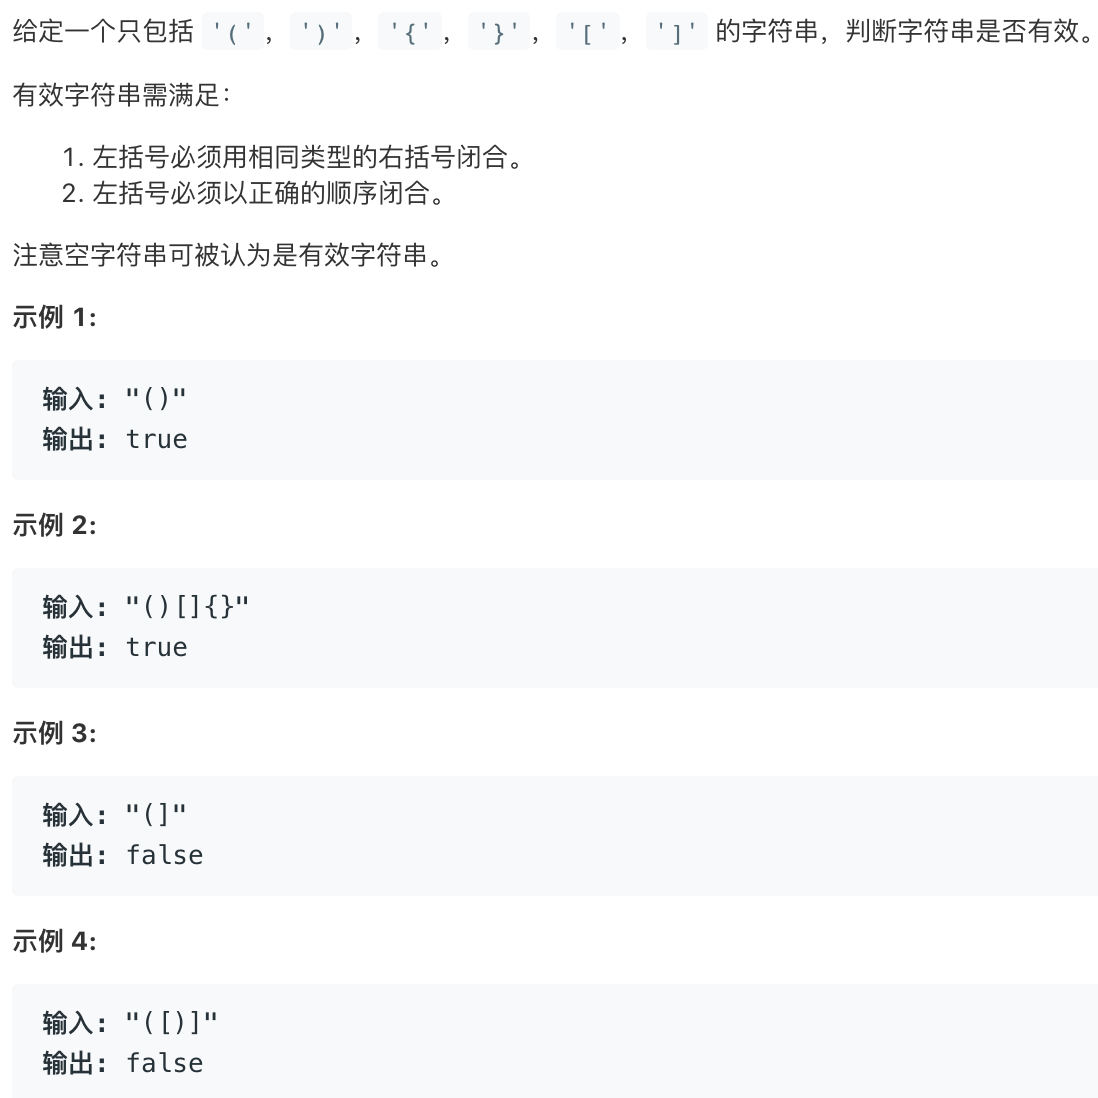 给定一个只包括 '(', ')', '{', '}', '[', ']' 的字符串，判断字符串是否有效。
有效字符串需满足：
1. 左括号必须用相同类型的右括号闭合。
2. 左括号必须以正确的顺序闭合。
注意空字符串可被认为是有效字符串。
示例 1:
输入: "()"
输出: true
示例 2:
输入: "()[]{}"
输出: true
示例 3:
输入: "(]"
输出: false
示例 4:
输入: "([)]"
输出: false